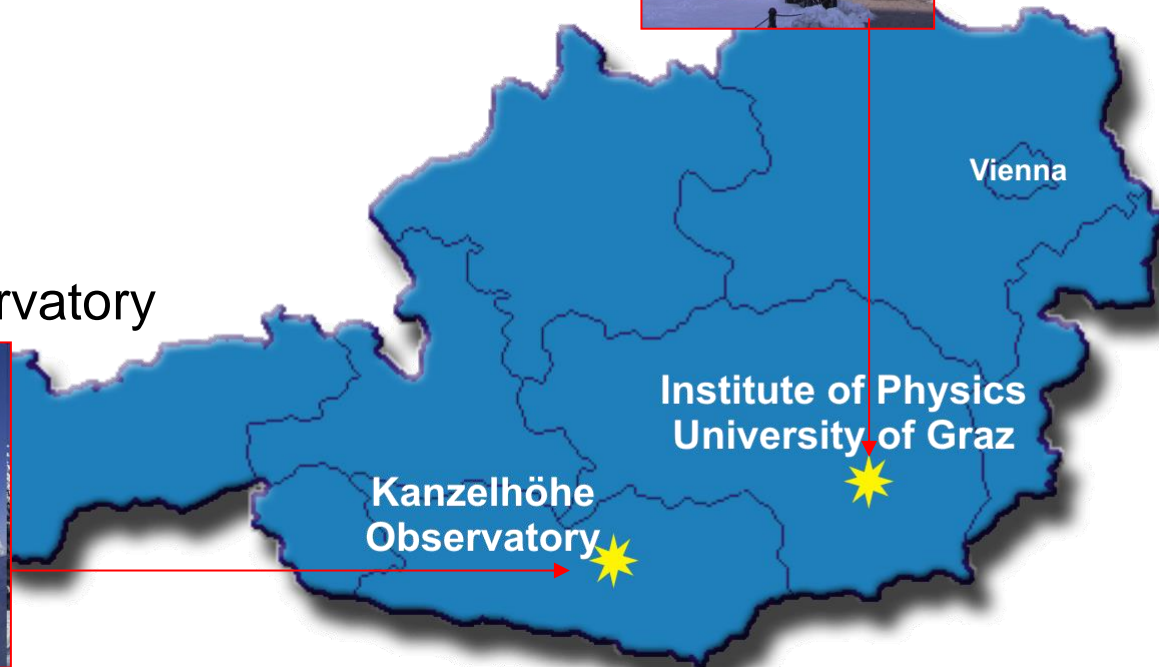 Vienna
rvatory
Institute of Physics
University of Graz
Kanzelhöhe
Observatory